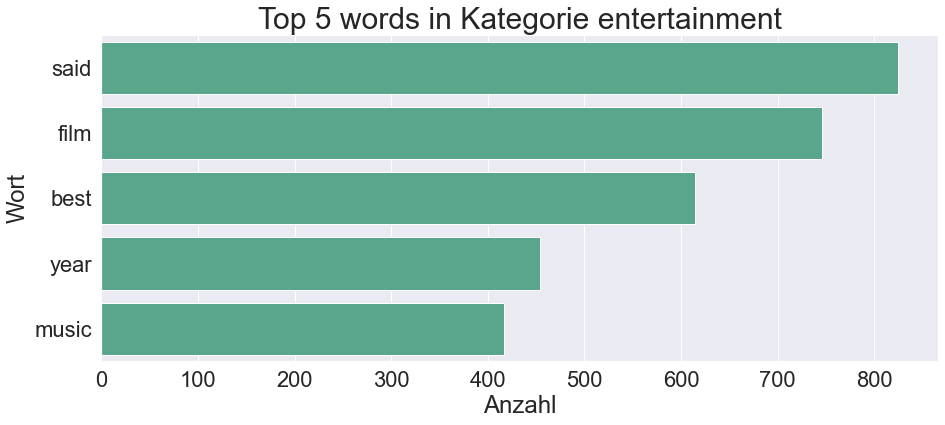 Top 5 words in Kategorie entertainment
said
film
best
year
music
Wort
0 100 200 300 400 500 600 700 800
Anzahl